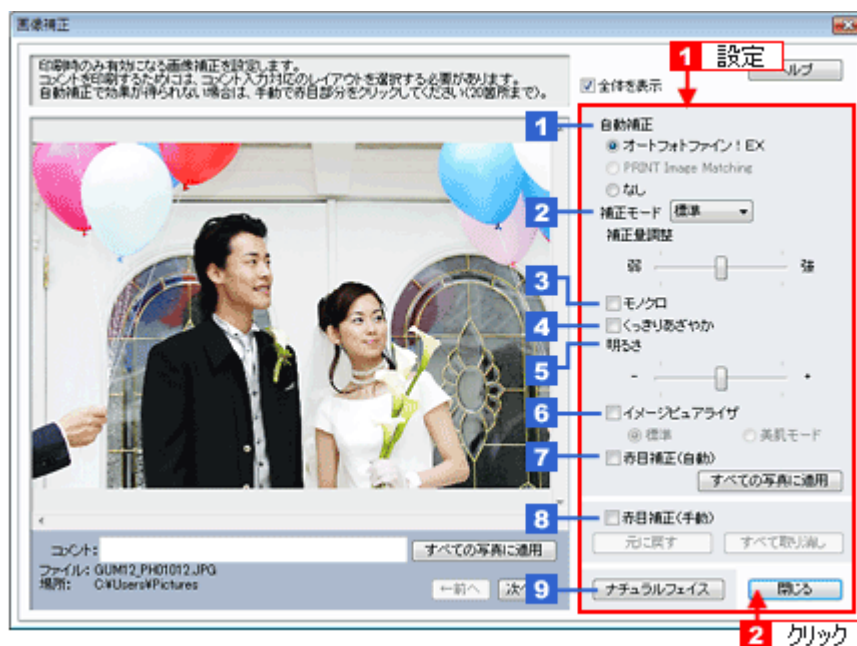 画像補正
印刷時のみ有効になる画像補正を設定します。
コメントを印刷するためには、コメント入力対応のレイアウトを選択する必要があります。
自動補正で効果が得られない場合は、手動で赤目部分をクリックしてください(20箇所まで)。
1 設定
ルプ
全体を表示
1 自動補正
オートフォトファイン!EX
PRINT Image Matching
なし
2 補正モード 標準
補正量調整
弱 強
3 モノクロ
4 くっきりあざやか
5 明るさ
- +
6 イメージピュアライザ
標準 美肌モード
7 赤目補正(自動)
すべての写真に適用
8 赤目補正(手動)
元に戻す すべて取り消し
9 ナチュラルフェイス 閉じる
2 クリック
コメント: すべての写真に適用
ファイル: GUM12_PH01012.JPG
場所: C:¥Users¥Pictures
←前へ 次へ